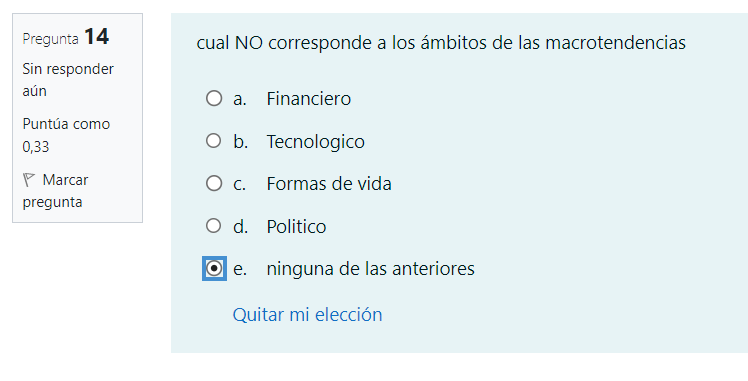 Pregunta 14
Sin responder
aún
Puntúa como
0,33
Marcar
pregunta
cual NO corresponde a los ámbitos de las macrotendencias
a. Financiero
b. Tecnologico
c. Formas de vida
d. Politico
e. ninguna de las anteriores
Quitar mi elección